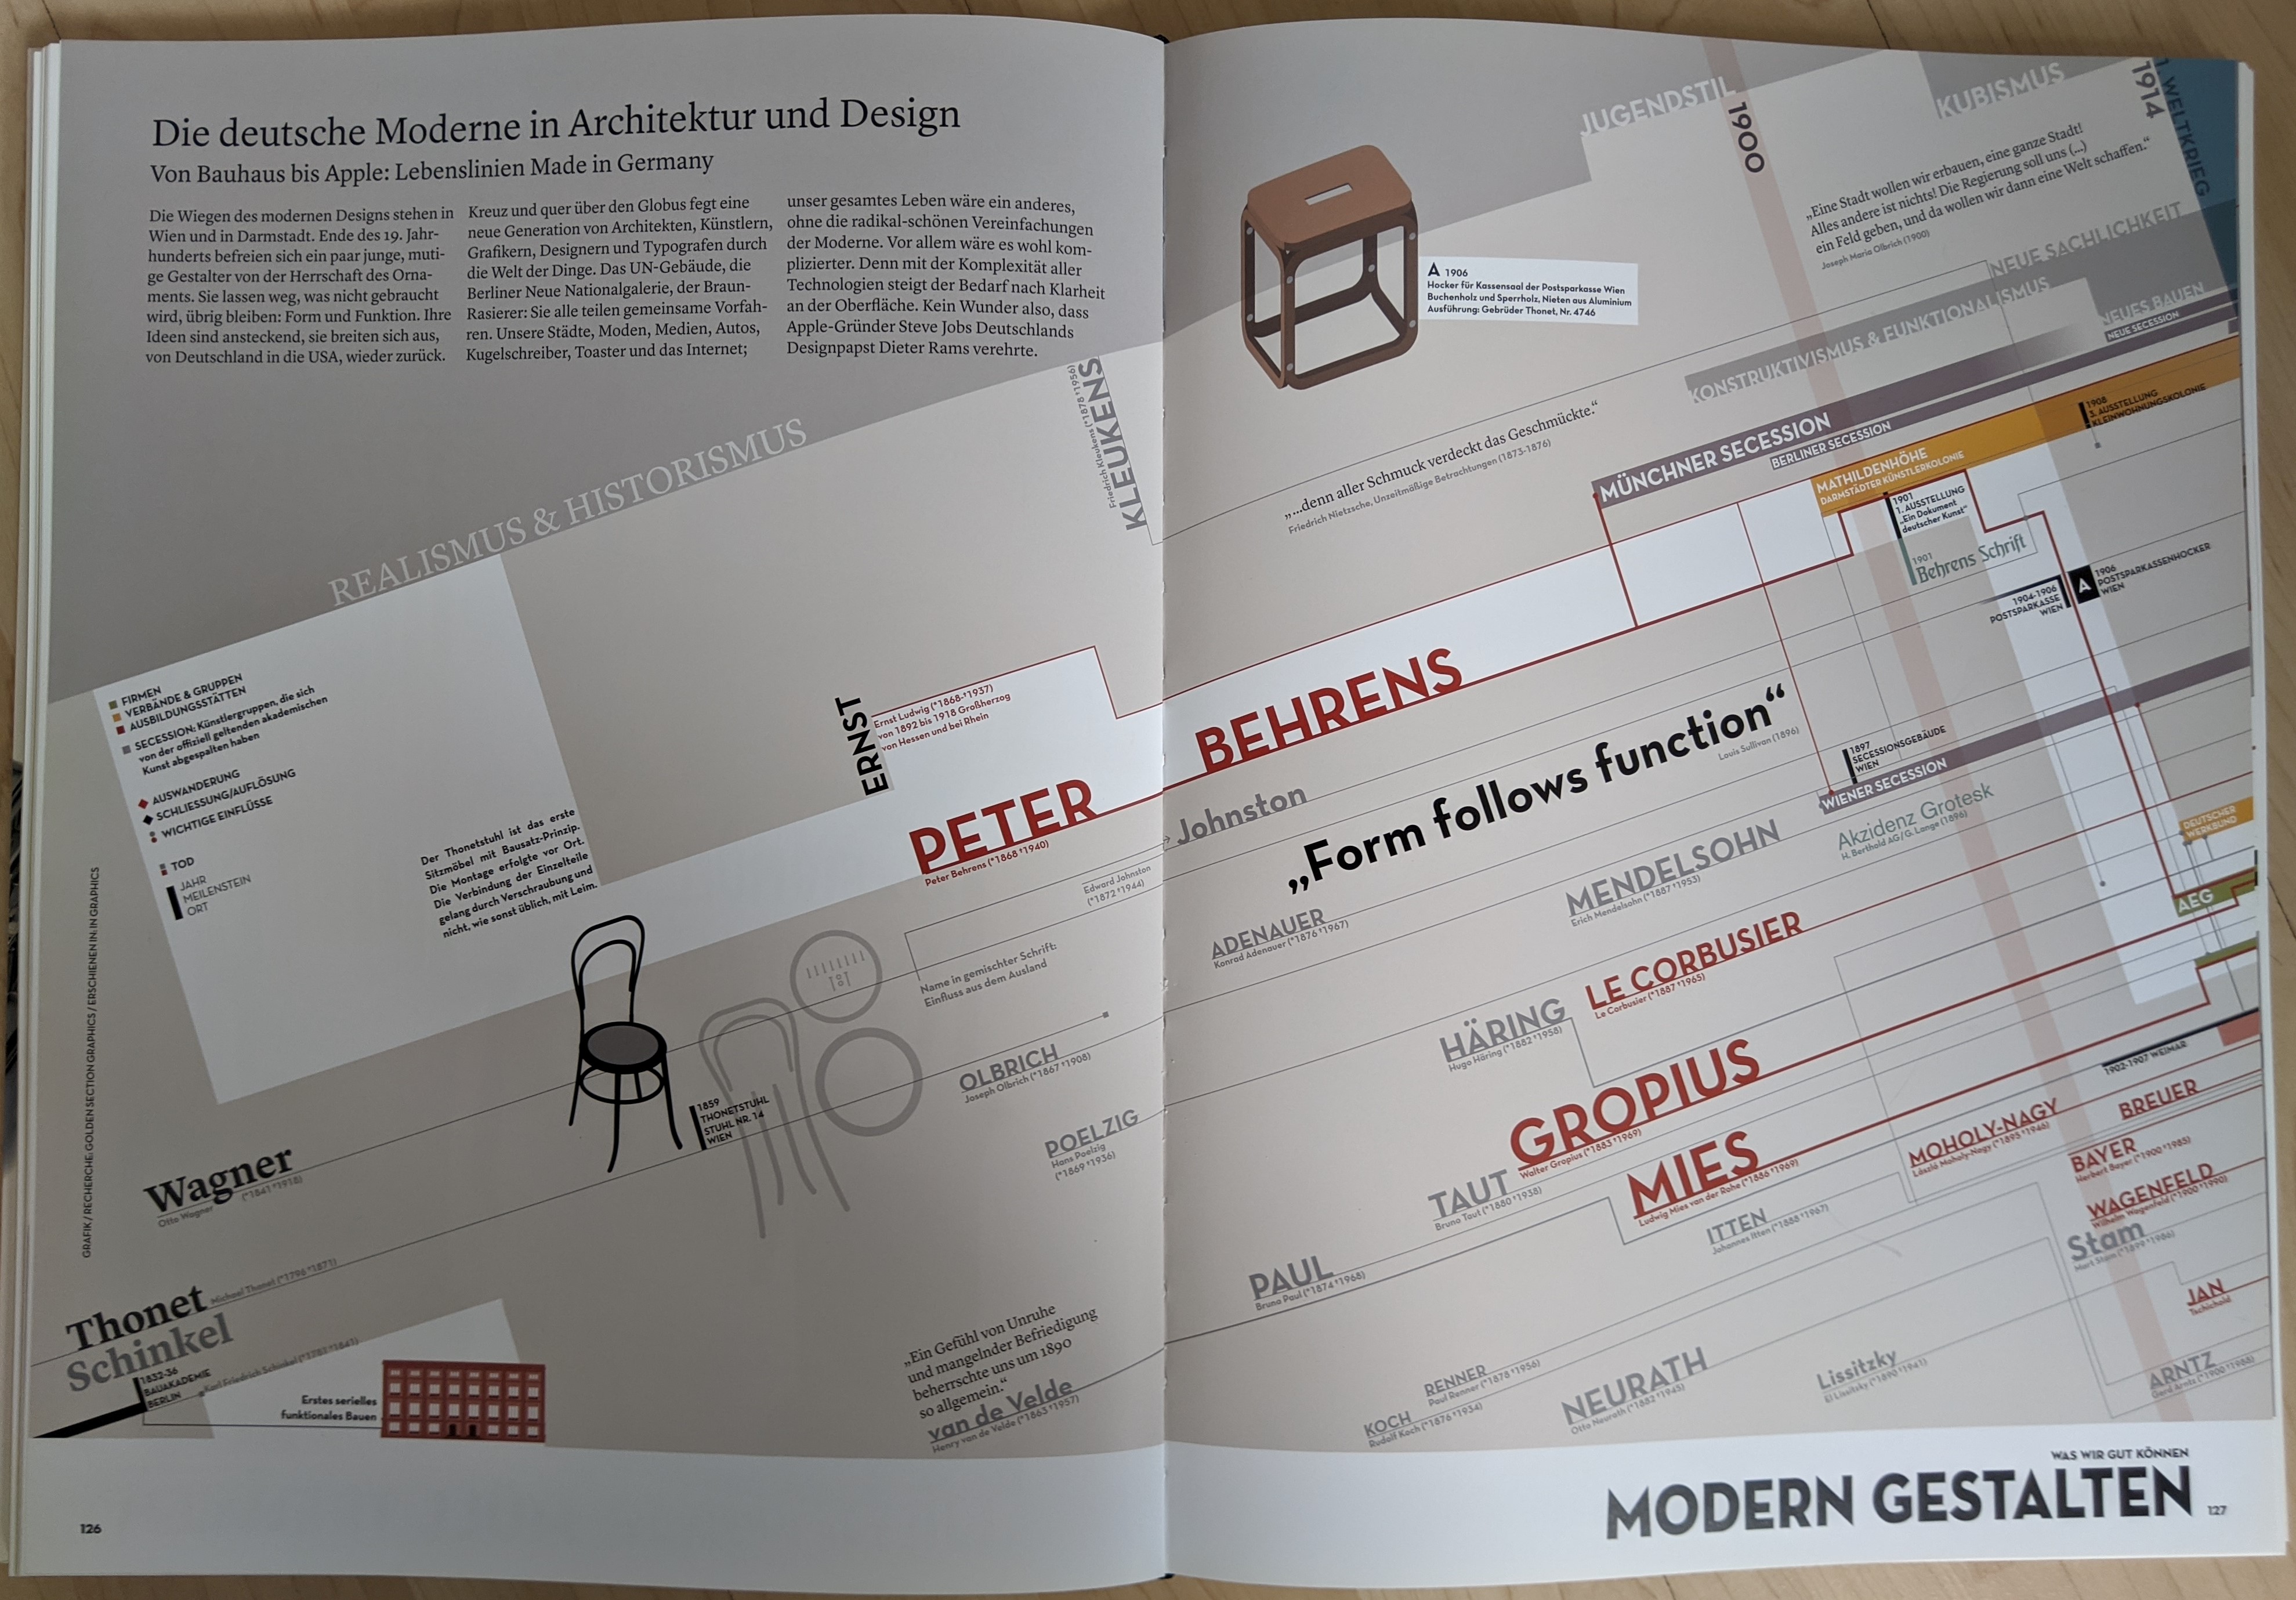 Die deutsche Moderne in Architektur und Design
Von Bauhaus bis Apple: Lebenslinien Made in Germany
Die Wiegen des modernen Designs stehen in
Wien und in Darmstadt. Ende des 19. Jahr-
hunderts befreien sich ein paar junge, muti-
ge Gestalter von der Herrschaft des Orna-
ments. Sie lassen weg, was nicht gebraucht
wird, übrig bleiben: Form und Funktion. Ihre
Ideen sind ansteckend, sie breiten sich aus,
von Deutschland in die USA, wieder zurück.
Kreuz und quer über den Globus fegt eine
neue Generation von Architekten, Künstlern,
Grafikern, Designern und Typografen durch
die Welt der Dinge. Das UN-Gebäude, die
Berliner Neue Nationalgalerie, der Braun-
Rasierer: Sie alle teilen gemeinsame Vorfah-
ren. Unsere Städte, Moden, Medien, Autos,
Kugelschreiber, Toaster und das Internet;
unser gesamtes Leben wäre ein anderes,
ohne die radikal-schönen Vereinfachungen
der Moderne. Vor allem wäre es wohl kom-
plizierter. Denn mit der Komplexität aller
Technologien steigt der Bedarf nach Klarheit
an der Oberfläche. Kein Wunder also, dass
Apple-Gründer Steve Jobs Deutschlands
Designpapst Dieter Rams verehrte.
REALISMUS & HISTORISMUS
KLEUKENS
Friedrich Kleukens (*1878 †1956)
FIRMEN
VERBÄNDE & GRUPPEN
AUSBILDUNGSSTÄTTEN
SECESSION: Künstlergruppen, die sich
von der offiziell geltenden akademischen
Kunst abgespalten haben
AUSWANDERUNG
SCHLIESSUNG/AUFLÖSUNG
WICHTIGE EINFLÜSSE
TOD
JAHR
MEILENSTEIN
ORT
GRAFIK / RECHERCHE: GOLDEN SECTION GRAPHICS / ERSCHIENEN IN: IN GRAPHICS
Der Thonetstuhl ist das erste
Sitzmöbel mit Bausatz-Prinzip.
Die Montage erfolgte vor Ort.
Die Verbindung der Einzelteile
gelang durch Verschraubung und
nicht, wie sonst üblich, mit Leim.
ERNST
Ernst Ludwig (*1868-†1937)
von 1892 bis 1918 Großherzog
von Hessen und bei Rhein
PETER
Peter Behrens (*1868 †1940)
Edward Johnston
(*1872 †1944)
Name in gemischter Schrift:
Einfluss aus dem Ausland
OLBRICH
Joseph Olbrich (*1867 †1908)
1859
THONETSTUHL
STUHL NR. 14
WIEN
POELZIG
Hans Poelzig
(*1869 †1936)
Wagner
Otto Wagner (*1841 †1918)
Thonet
Michael Thonet (*1796 †1871)
Schinkel
Karl Friedrich Schinkel (*1781 †1841)
1832-36
BAUAKADEMIE
BERLIN
Erstes serielles
funktionales Bauen
„Ein Gefühl von Unruhe
und mangelnder Befriedigung
beherrschte uns um 1890
so allgemein.“
van de Velde
Henry van de Velde (*1863 †1957)
126
JUGENDSTIL
1900
KUBISMUS
1914
1. WELTKRIEG
„Eine Stadt wollen wir erbauen, eine ganze Stadt!
Alles andere ist nichts! Die Regierung soll uns (...)
ein Feld geben, und da wollen wir dann eine Welt schaffen.“
Joseph Maria Olbrich (1900)
A 1906
Hocker für Kassensaal der Postsparkasse Wien
Buchenholz und Sperrholz, Nieten aus Aluminium
Ausführung: Gebrüder Thonet, Nr. 4746
NEUE SACHLICHKEIT
KONSTRUKTIVISMUS & FUNKTIONALISMUS
NEUES BAUEN
NEUE SECESSION
„...denn aller Schmuck verdeckt das Geschmückte.“
Friedrich Nietzsche, Unzeitmäßige Betrachtungen (1873-1876)
MÜNCHNER SECESSION
BERLINER SECESSION
MATHILDENHÖHE
DARMSTÄDTER KÜNSTLERKOLONIE
1908
3. AUSSTELLUNG
KLEINWOHNUNGSKOLONIE
1901
1. AUSSTELLUNG
„Ein Dokument
deutscher Kunst“
1901
Behrens Schrift
1904-1906
POSTSPARKASSE
WIEN
A
1906
POSTSPARKASSENHOCKER
WIEN
BEHRENS
Johnston
„Form follows function“
Louis Sullivan (1896)
1897
SECESSIONSGEBÄUDE
WIEN
WIENER SECESSION
Akzidenz Grotesk
H. Berthold AG / G. Lange (1896)
DEUTSCHER
WERKBUND
AEG
ADENAUER
Konrad Adenauer (*1876 †1967)
MENDELSOHN
Erich Mendelsohn (*1887 †1953)
LE CORBUSIER
Le Corbusier (*1887 †1965)
HÄRING
Hugo Häring (*1882 †1958)
GROPIUS
Walter Gropius (*1883 †1969)
TAUT
Bruno Taut (*1880 †1938)
MIES
Ludwig Mies van der Rohe (*1886 †1969)
1902-1907 WEIMAR
MOHOLY-NAGY
László Moholy-Nagy (*1895 †1946)
BREUER
BAYER
Herbert Bayer (*1900 †1985)
WAGENFELD
Wilhelm Wagenfeld (*1900 †1990)
ITTEN
Johannes Itten (*1888 †1967)
Stam
Mart Stam (*1899 †1986)
PAUL
Bruno Paul (*1874 †1968)
JAN
Tschichold
RENNER
Paul Renner (*1878 †1956)
KOCH
Rudolf Koch (*1876 †1934)
NEURATH
Otto Neurath (*1882 †1945)
Lissitzky
El Lissitzky (*1890 †1941)
ARNTZ
Gerd Arntz (*1900 †1988)
WAS WIR GUT KÖNNEN
MODERN GESTALTEN
127